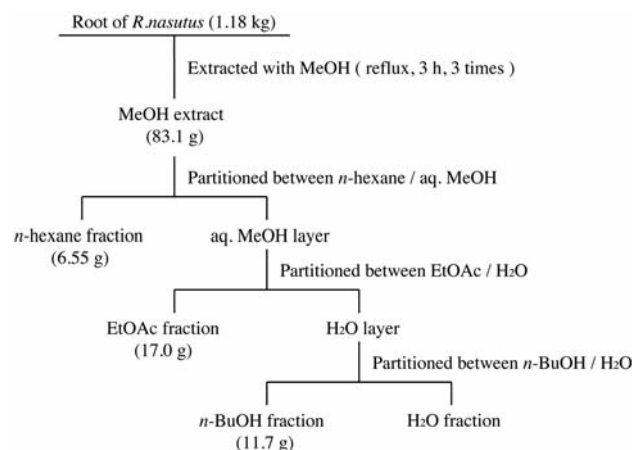 Root of R.nasutus (1.18 kg)
Extracted with MeOH ( reflux, 3 h, 3 times )
MeOH extract
(83.1 g)
Partitioned between n-hexane / aq. MeOH
n-hexane fraction
(6.55 g)
aq. MeOH layer
Partitioned between EtOAc / H2O
EtOAc fraction
(17.0 g)
H2O layer
Partitioned between n-BuOH / H2O
n-BuOH fraction
(11.7 g)
H2O fraction